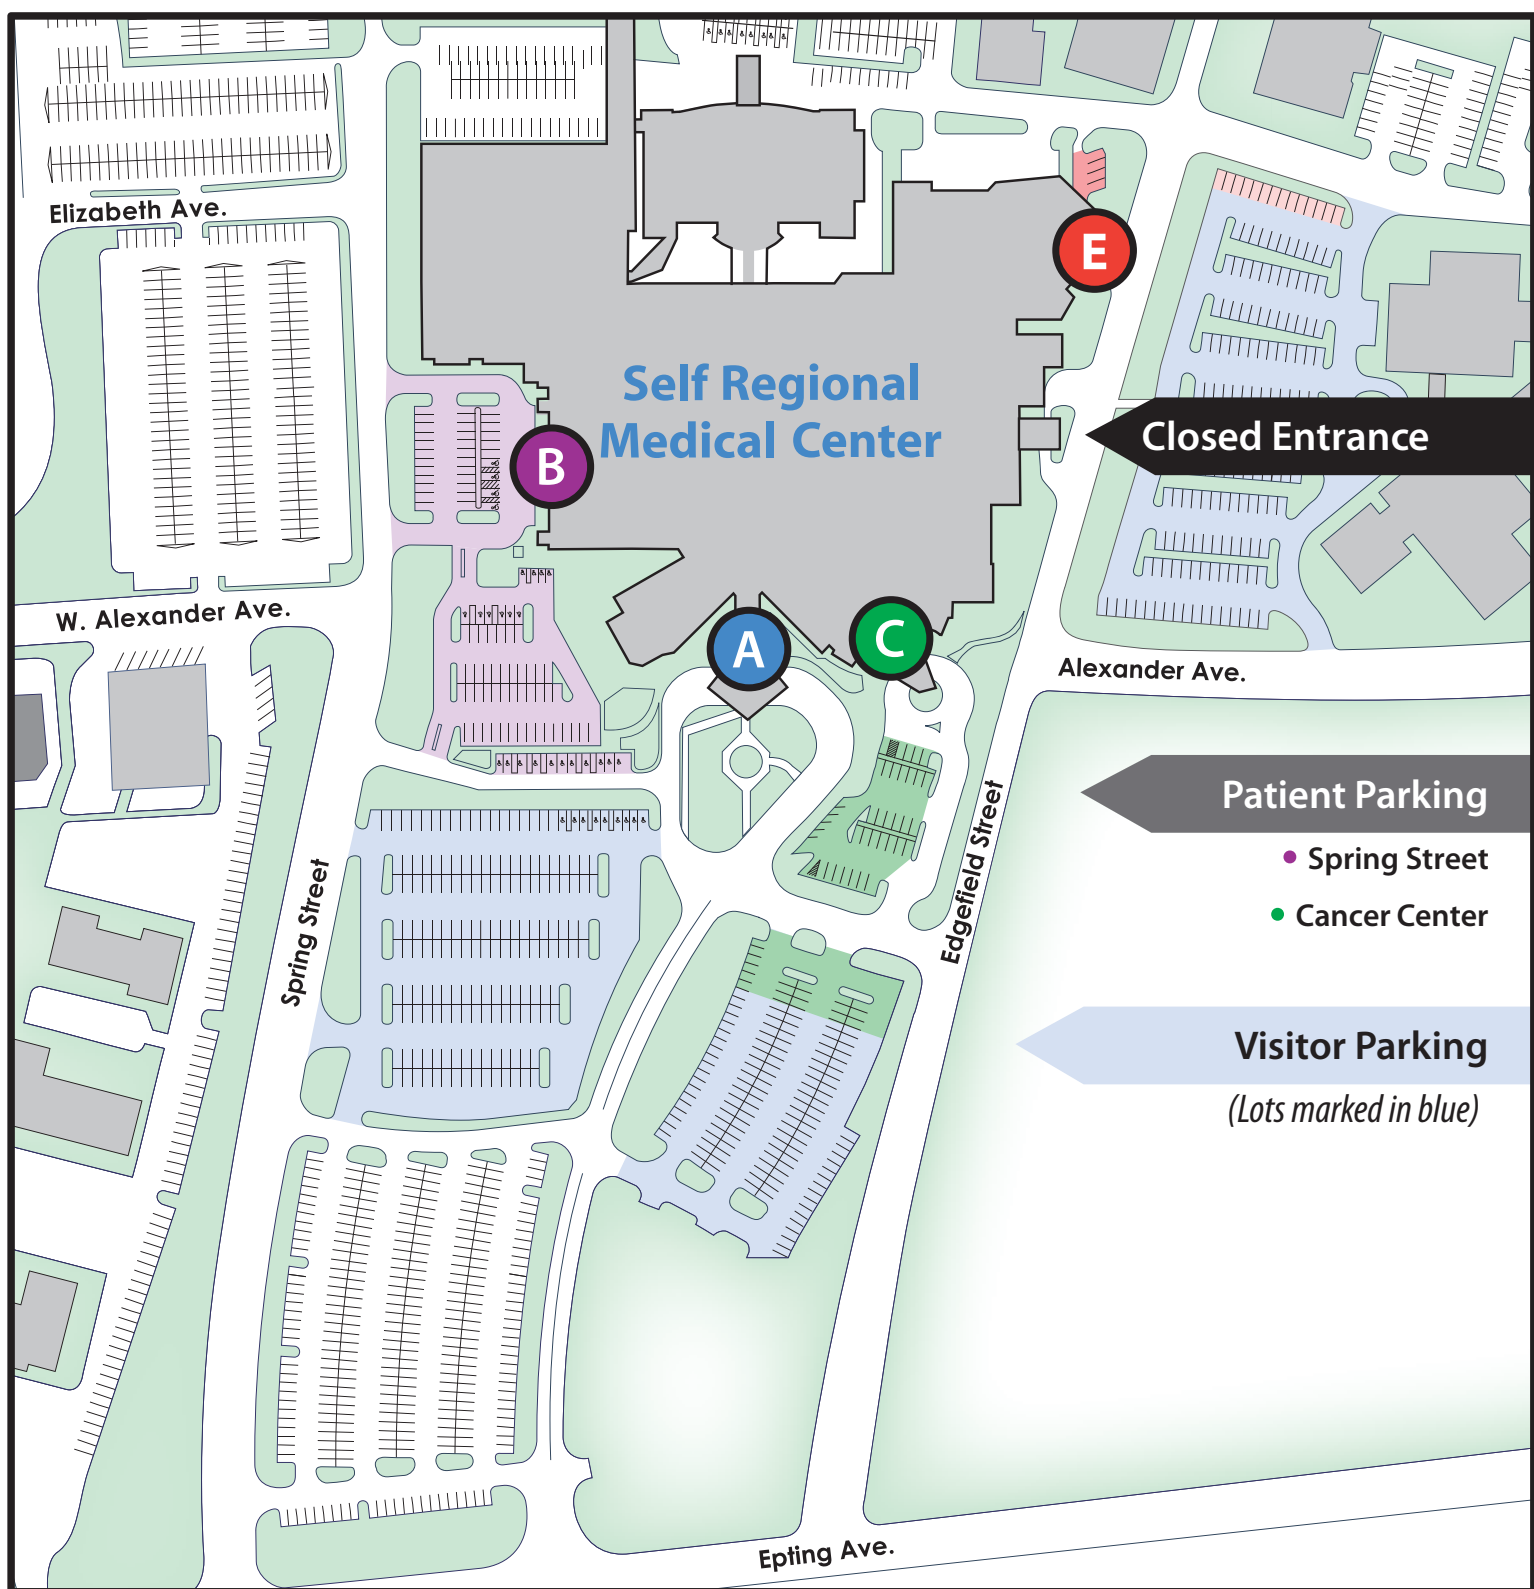 Elizabeth Ave.
E
Self Regional
Medical Center
Closed Entrance
B
W. Alexander Ave.
A
C
Alexander Ave.
Patient Parking
• Spring Street
• Cancer Center
Spring Street
Edgefield Street
Visitor Parking
(Lots marked in blue)
Epting Ave.